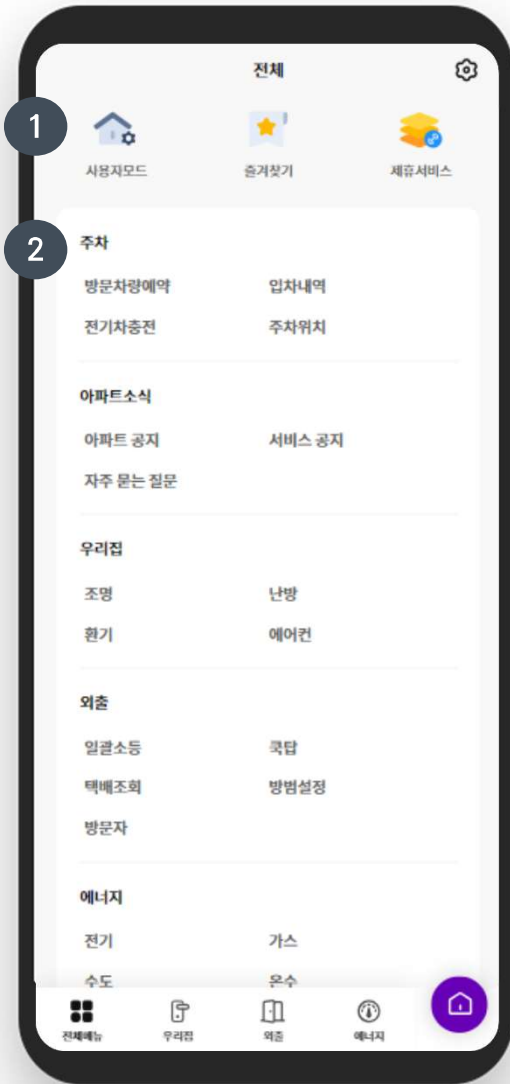 전체
1
사용자모드 즐겨찾기 제휴서비스
2
주차
방문차량예약 입차내역
전기차충전 주차위치
아파트소식
아파트 공지 서비스 공지
자주 묻는 질문
우리집
조명 난방
환기 에어컨
외출
일괄소등 쿡탑
택배조회 방범설정
방문자
에너지
전기 가스
수도 온수
전체메뉴 우리집 외출 에너지